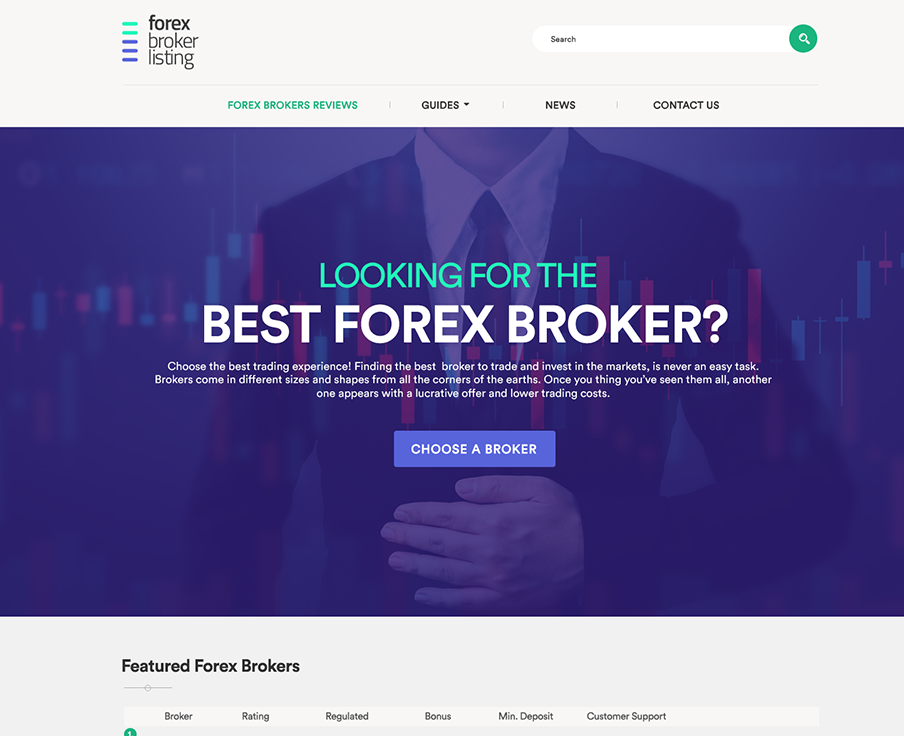 forex
broker
listing
Search
FOREX BROKERS REVIEWS
GUIDES
NEWS
CONTACT US
LOOKING FOR THE
BEST FOREX BROKER?
Choose the best trading experience! Finding the best broker to trade and invest in the markets, is never an easy task.
Brokers come in different sizes and shapes from all the corners of the earths. Once you thing you've seen them all, another
one appears with a lucrative offer and lower trading costs.
CHOOSE A BROKER
Featured Forex Brokers
Broker Rating Regulated Bonus Min. Deposit Customer Support
1